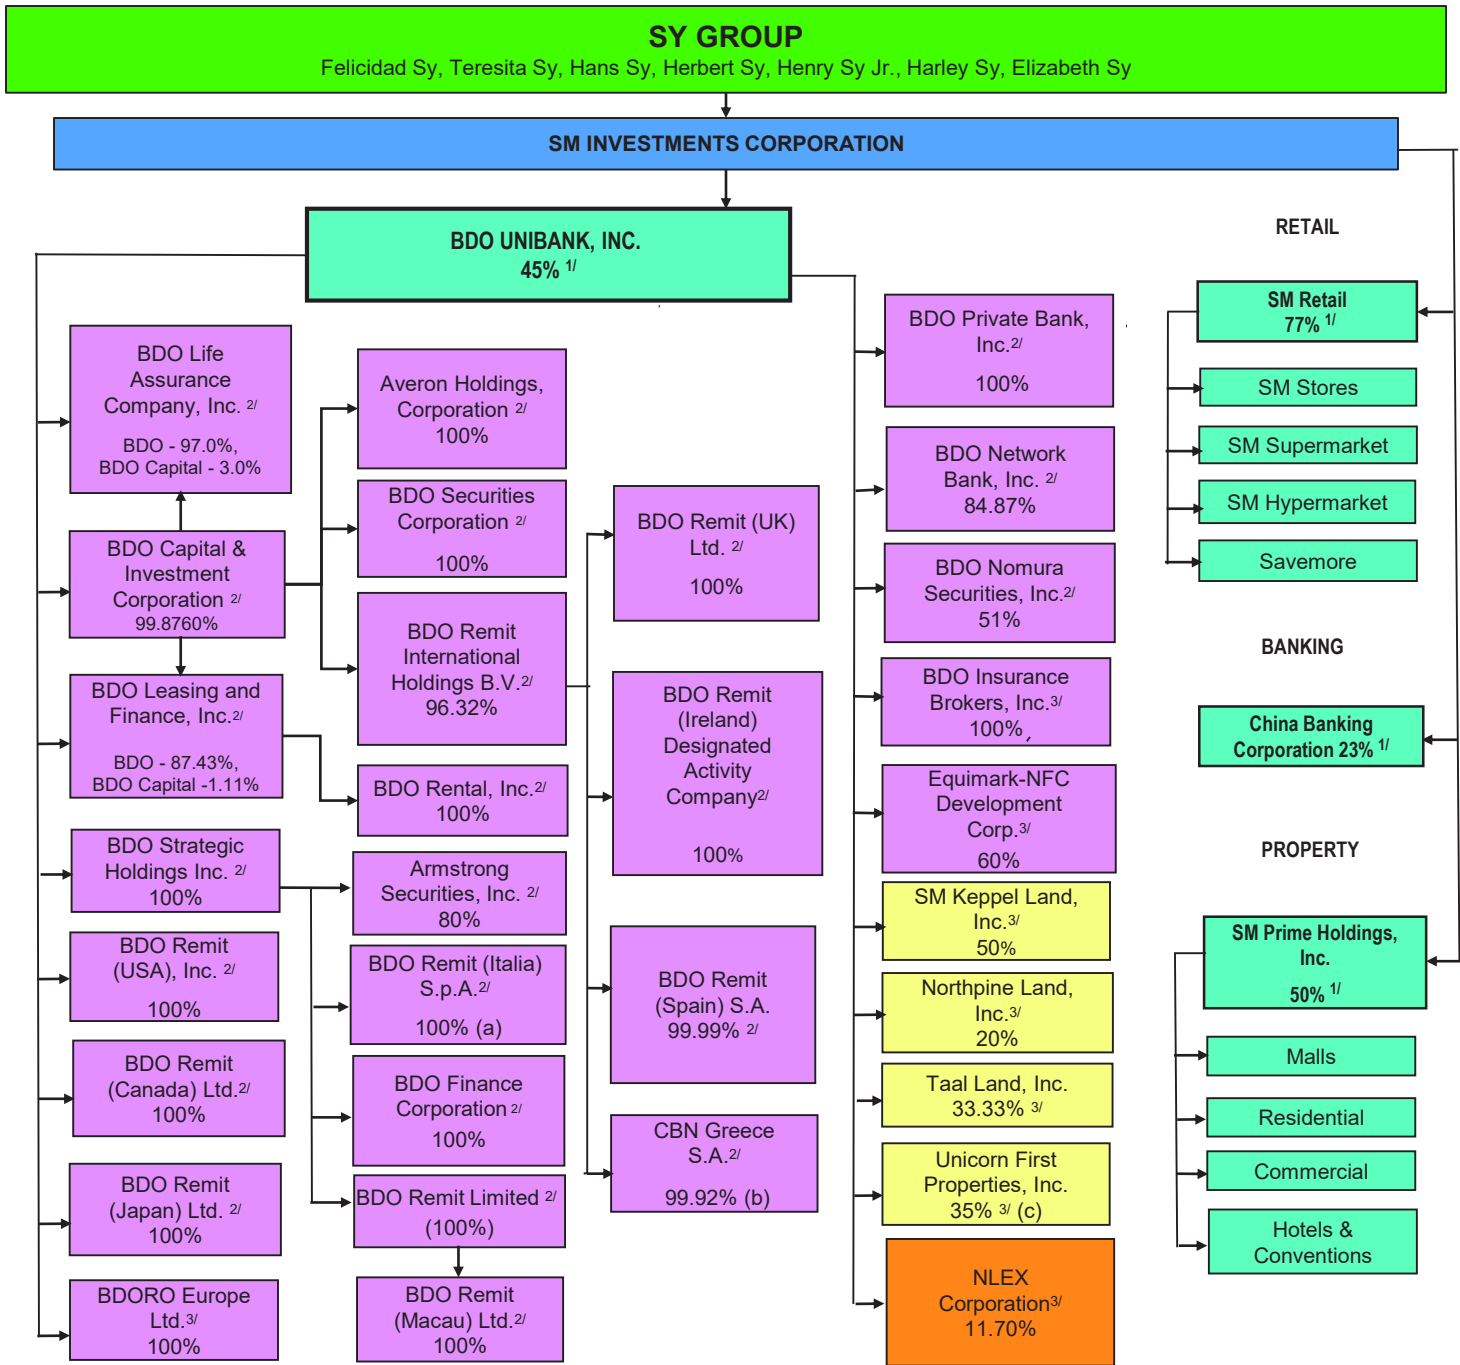 SY GROUP
Felicidad Sy, Teresita Sy, Hans Sy, Herbert Sy, Henry Sy Jr., Harley Sy, Elizabeth Sy
SM INVESTMENTS CORPORATION
BDO UNIBANK, INC.
45% 1/
BDO Life
Assurance
Company, Inc. 2/
BDO - 97.0%,
BDO Capital - 3.0%
BDO Capital &
Investment
Corporation 2/
99.8760%
BDO Leasing and
Finance, Inc.2/
BDO - 87.43%,
BDO Capital -1.11%
BDO Strategic
Holdings Inc. 2/
100%
BDO Remit
(USA), Inc. 2/
100%
BDO Remit
(Canada) Ltd.2/
100%
BDO Remit
(Japan) Ltd. 2/
100%
BDORO Europe
Ltd.3/
100%
Averon Holdings,
Corporation 2/
100%
BDO Securities
Corporation 2/
100%
BDO Remit
International
Holdings B.V.2/
96.32%
BDO Rental, Inc.2/
100%
Armstrong
Securities, Inc. 2/
80%
BDO Remit (Italia)
S.p.A.2/
100% (a)
BDO Finance
Corporation 2/
100%
BDO Remit Limited 2/
(100%)
BDO Remit
(Macau) Ltd.2/
100%
BDO Remit (UK)
Ltd. 2/
100%
BDO Remit
(Ireland)
Designated
Activity
Company2/
100%
BDO Remit
(Spain) S.A.
99.99% 2/
CBN Greece
S.A.2/
99.92% (b)
BDO Private Bank,
Inc.2/
100%
BDO Network
Bank, Inc. 2/
84.87%
BDO Nomura
Securities, Inc.2/
51%
BDO Insurance
Brokers, Inc.3/
100%
Equimark-NFC
Development
Corp.3/
60%
SM Keppel Land,
Inc.3/
50%
Northpine Land,
Inc.3/
20%
Taal Land, Inc.
33.33% 3/
Unicorn First
Properties, Inc.
35% 3/ (c)
NLEX
Corporation3/
11.70%
RETAIL
SM Retail
77% 1/
SM Stores
SM Supermarket
SM Hypermarket
Savemore
BANKING
China Banking
Corporation 23% 1/
PROPERTY
SM Prime Holdings,
Inc.
50% 1/
Malls
Residential
Commercial
Hotels &
Conventions